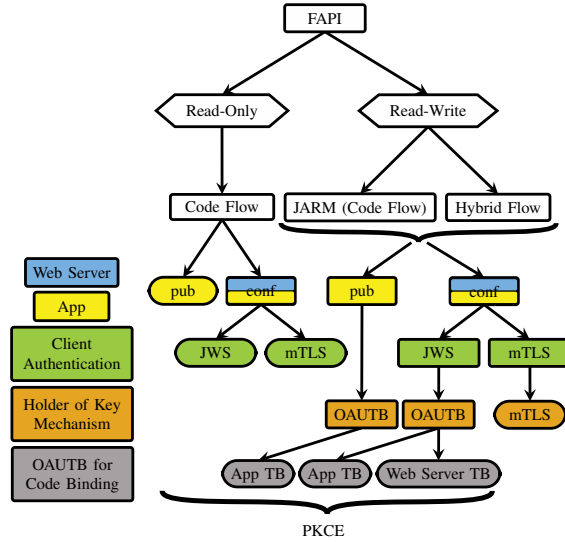 FAPI
Read-Only
Read-Write
Code Flow
JARM (Code Flow)
Hybrid Flow
Web Server
App
Client
Authentication
Holder of Key
Mechanism
OAUTB for
Code Binding
pub
conf
pub
conf
JWS
mTLS
JWS
mTLS
OAUTB
OAUTB
mTLS
App TB
App TB
Web Server TB
PKCE